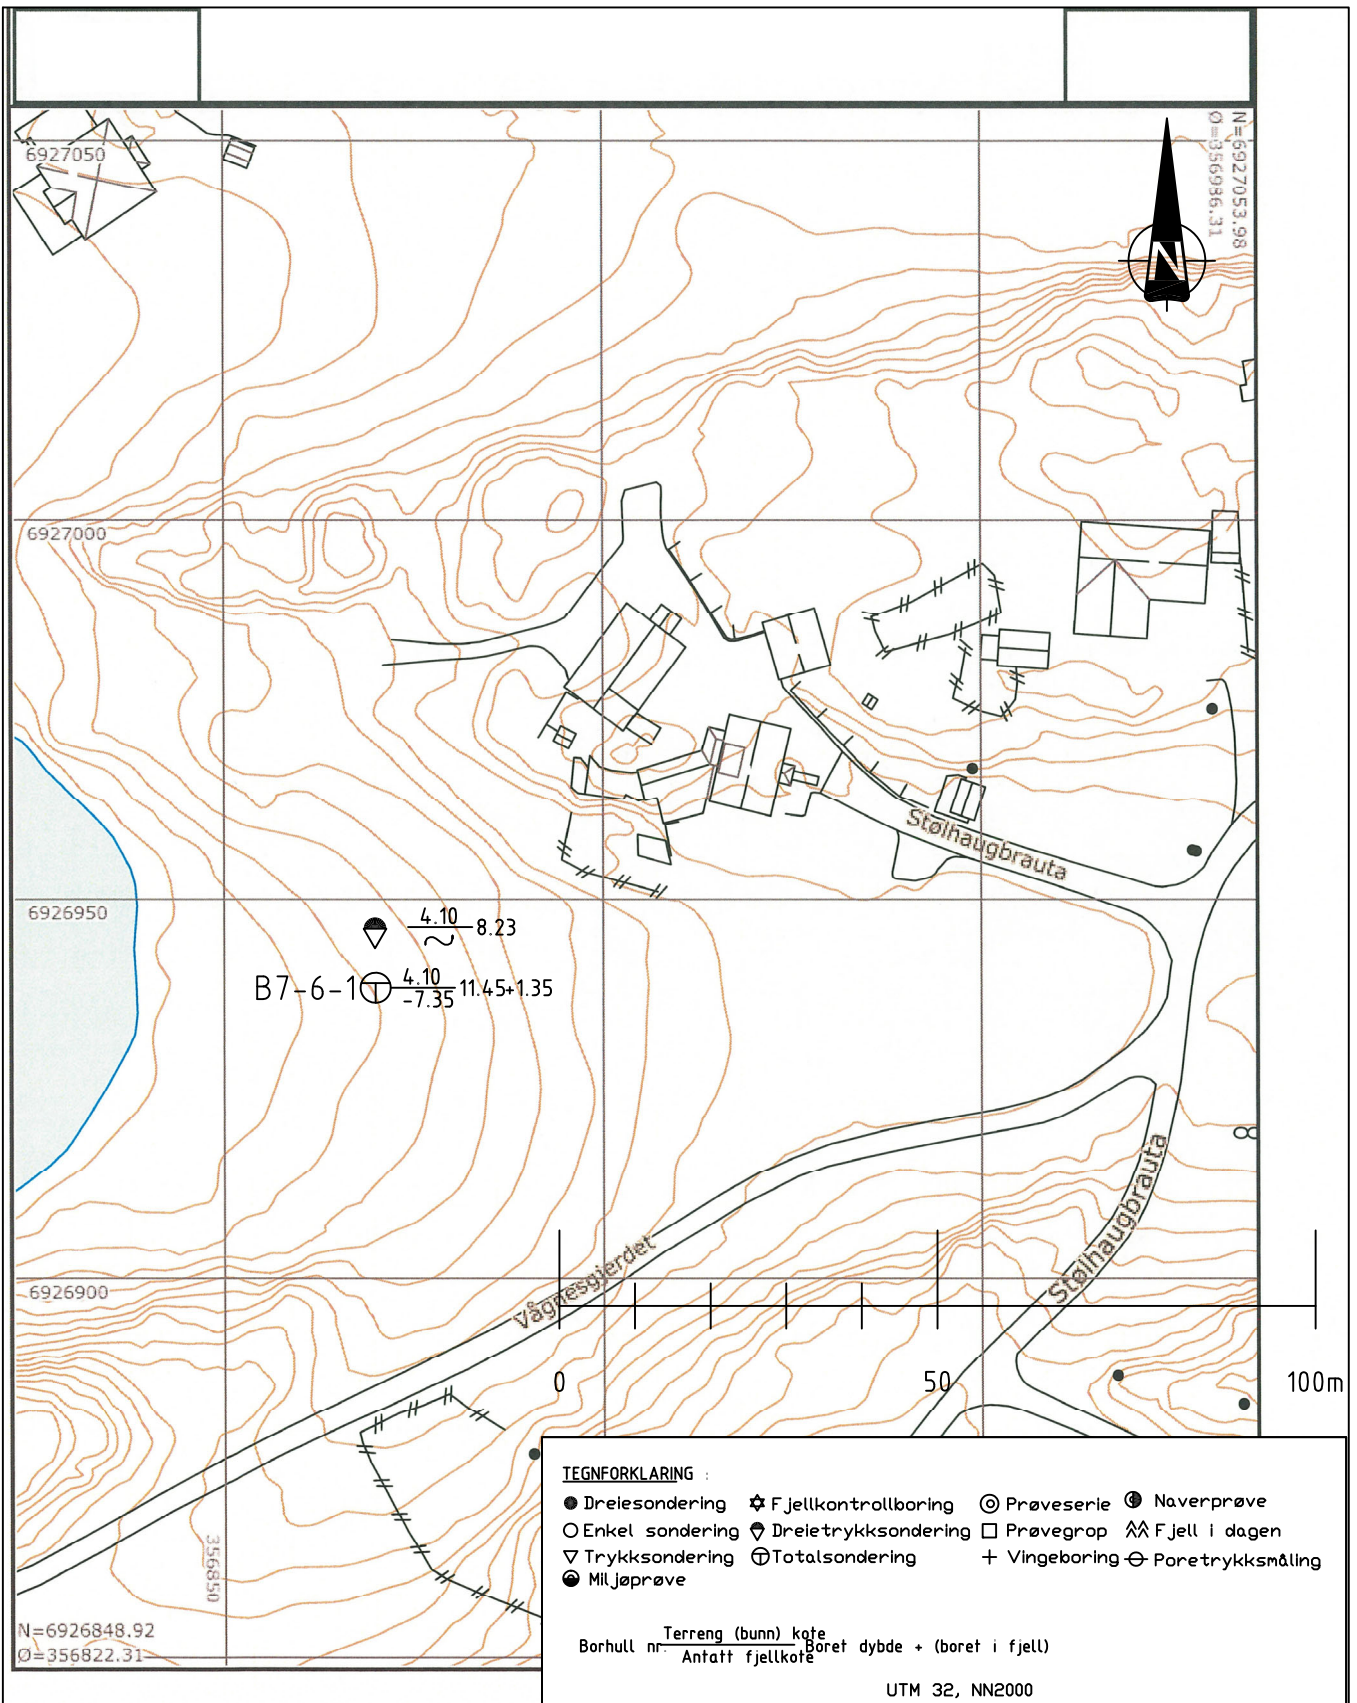 6927050
N=6927053.98
Ø=356986.31
N
6927000
Stølhaugbrauta
6926950
4.10
~ 8.23
B7-6-1 4.10
-7.35 11.45+1.35
8
Stølhaugbrauta
Vågnesgjerdet
6926900
0 50 100m
356850
N=6926848.92
Ø=356822.31
TEGNFORKLARING :
Dreiesondering Fjellkontrollboring Prøveserie Naverprøve
Enkel sondering Dreietrykksondering Prøvegrop Fjell i dagen
Trykksondering Totalsondering Vingeboring Poretrykksmåling
Miljøprøve
Terreng (bunn) kote
Borhull nr. Boret dybde + (boret i fjell)
Antatt fjellkote
UTM 32, NN2000